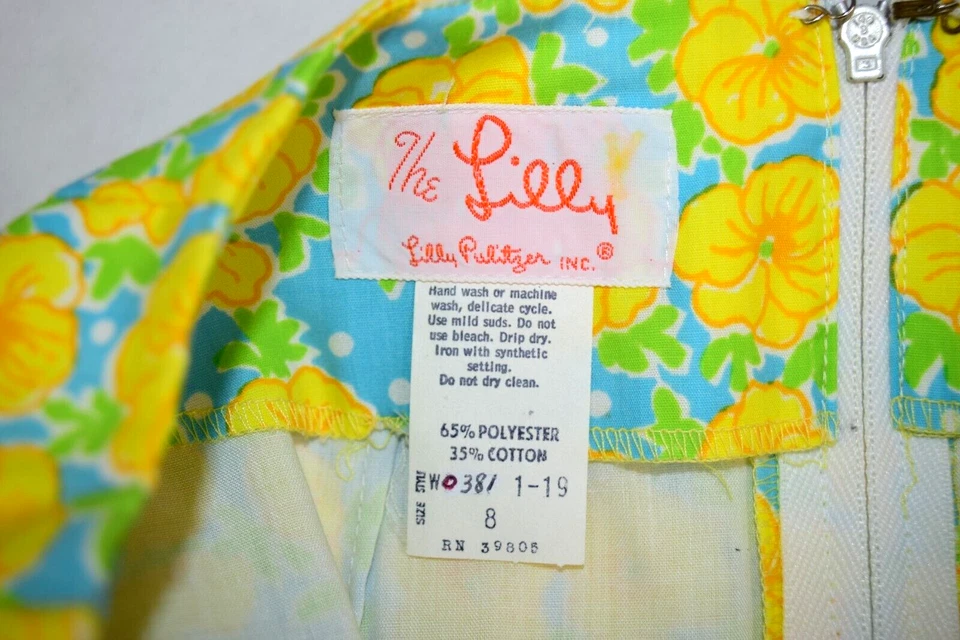 The Lilly
Lilly Pulitzer INC.®
Hand wash or machine
wash, delicate cycle.
Use mild suds. Do not
use bleach. Drip dry.
Iron with synthetic
setting.
Do not dry clean.
65% POLYESTER
35% COTTON
STYLE WO381 1-19
SIZE 8
RN 39805